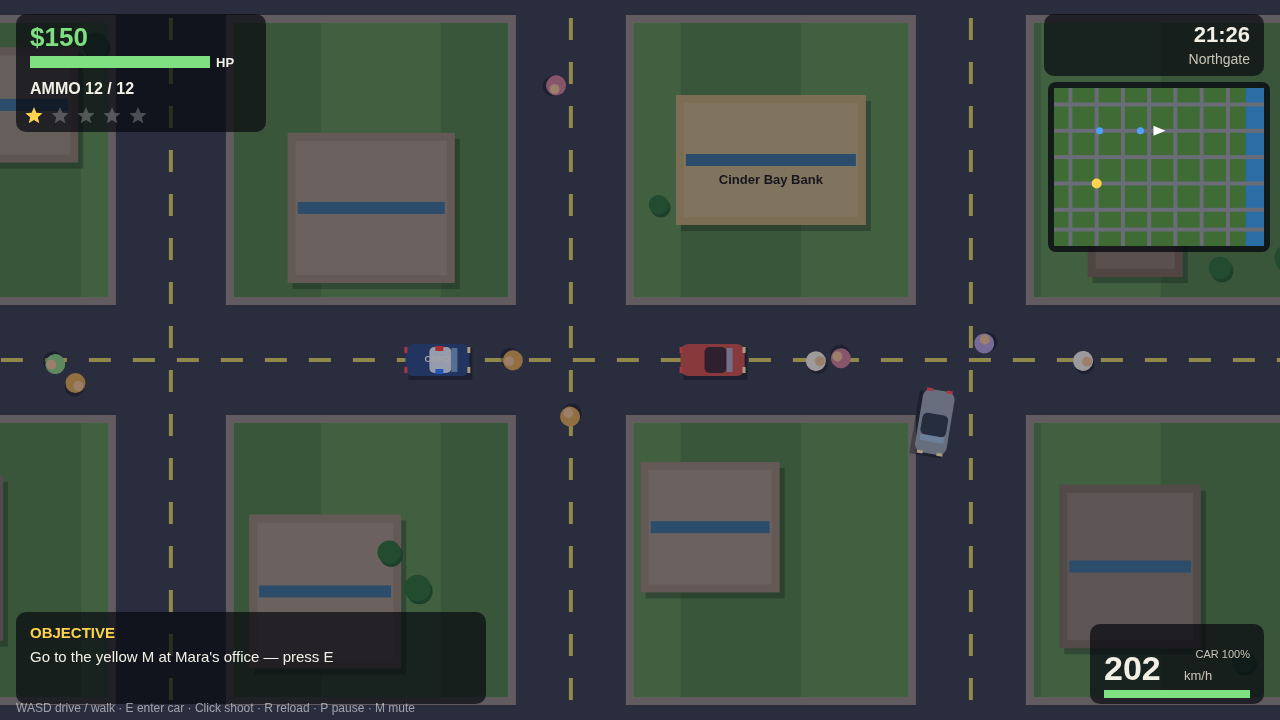 $150
HP
AMMO 12 / 12
21:26
Northgate
Cinder Bay Bank
OBJECTIVE
Go to the yellow M at Mara's office — press E
CAR 100%
202 km/h
WASD drive / walk · E enter car · Click shoot · R reload · P pause · M mute